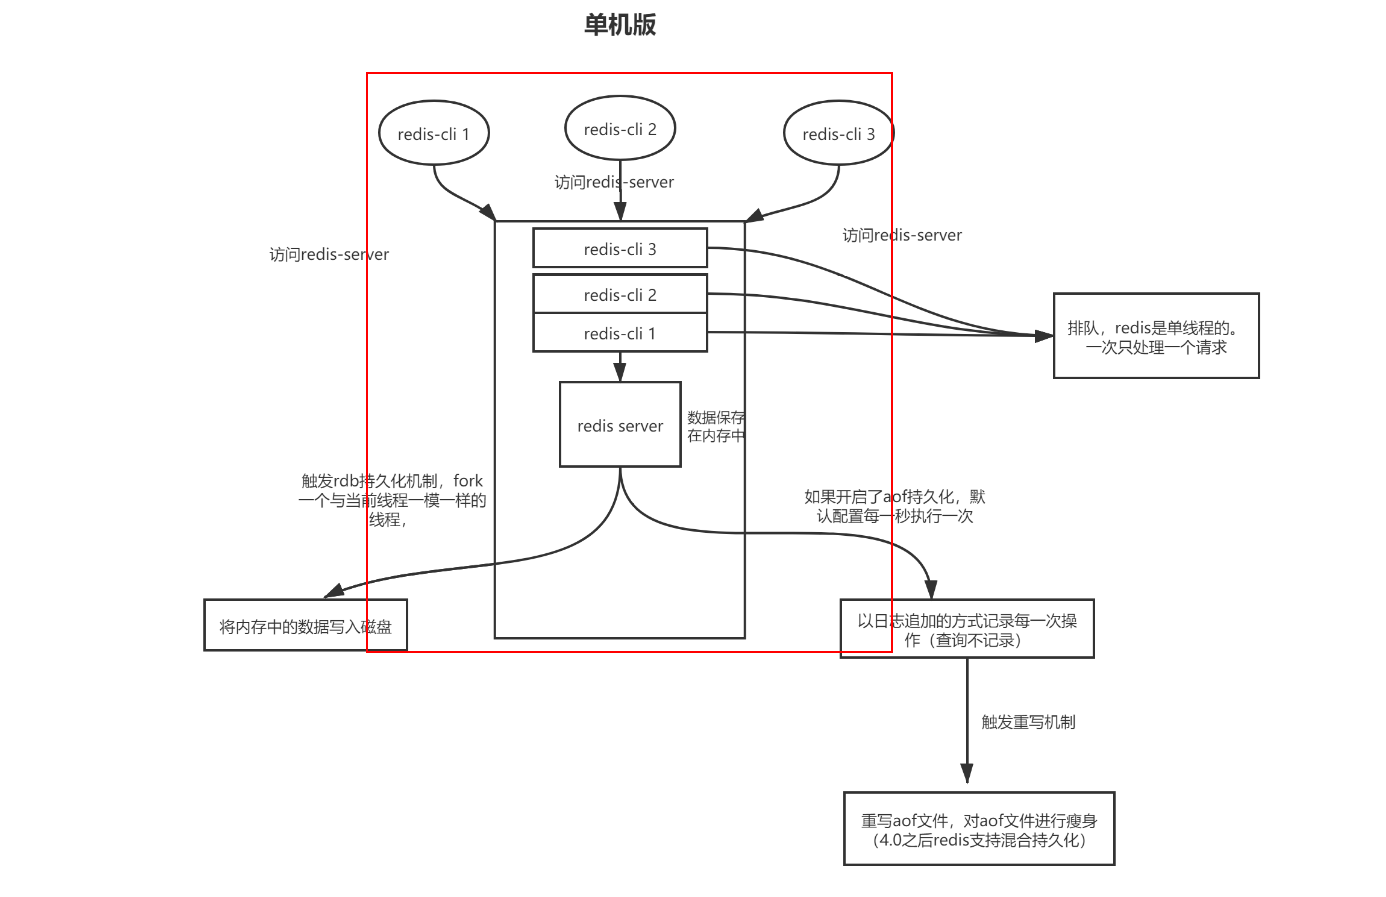 单机版
redis-cli 1
redis-cli 2
redis-cli 3
访问redis-server
访问redis-server
访问redis-server
redis-cli 3
redis-cli 2
redis-cli 1
排队，redis是单线程的。
一次只处理一个请求
redis server
数据保存
在内存中
触发rdb持久化机制，fork
一个与当前线程一模一样的
线程，
如果开启了aof持久化，默
认配置每一秒执行一次
将内存中的数据写入磁盘
以日志追加的方式记录每一次操
作（查询不记录）
触发重写机制
重写aof文件，对aof文件进行瘦身
（4.0之后redis支持混合持久化）